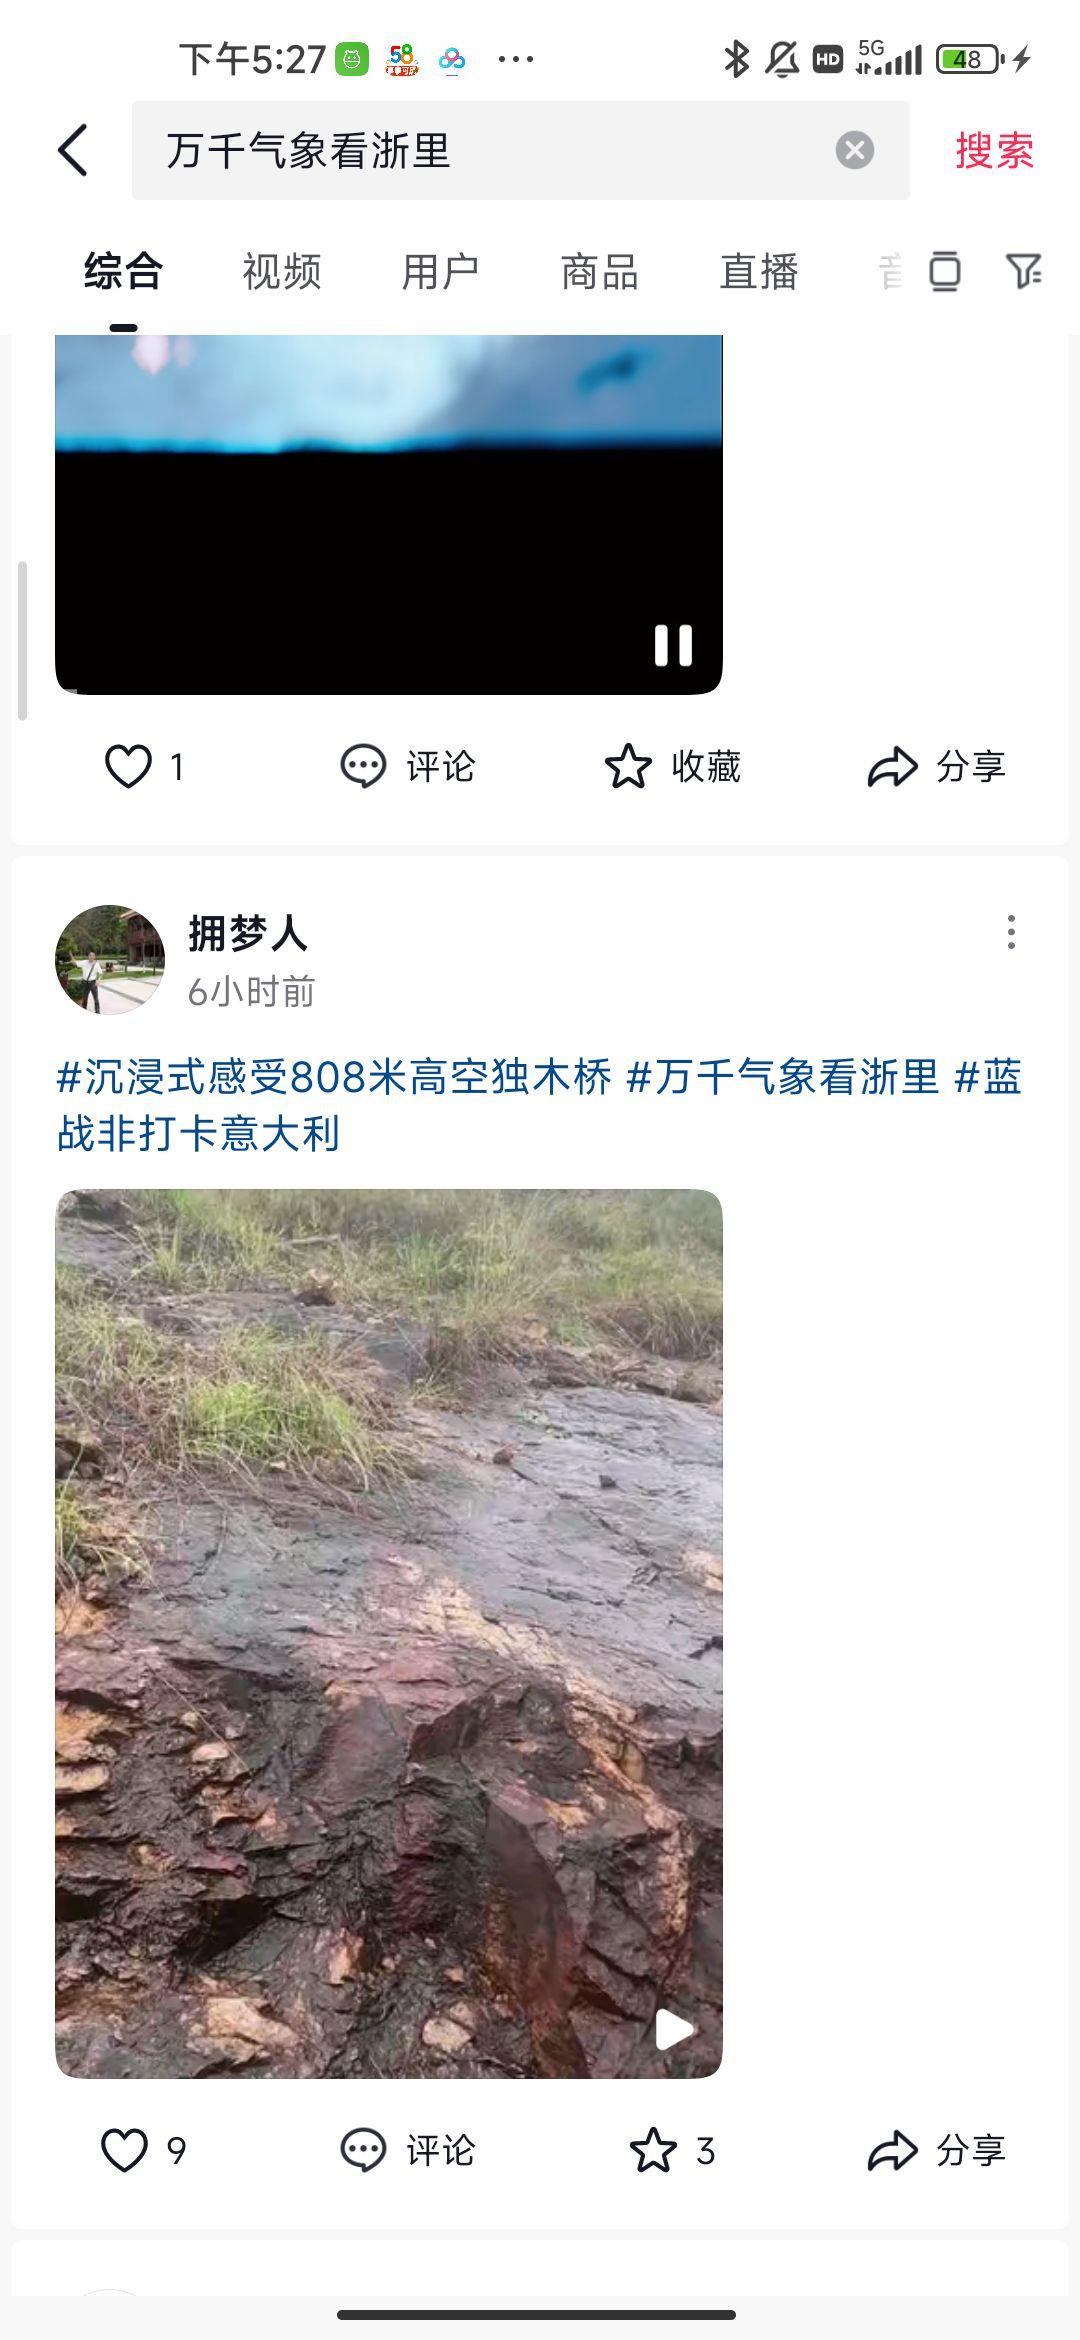 下午5:27
58
HD
5G
48
万千气象看浙里
搜索
综合 视频 用户 商品 直播
1 评论 收藏 分享
拥梦人
6小时前
#沉浸式感受808米高空独木桥 #万千气象看浙里 #蓝
战非打卡意大利
9 评论 3 分享